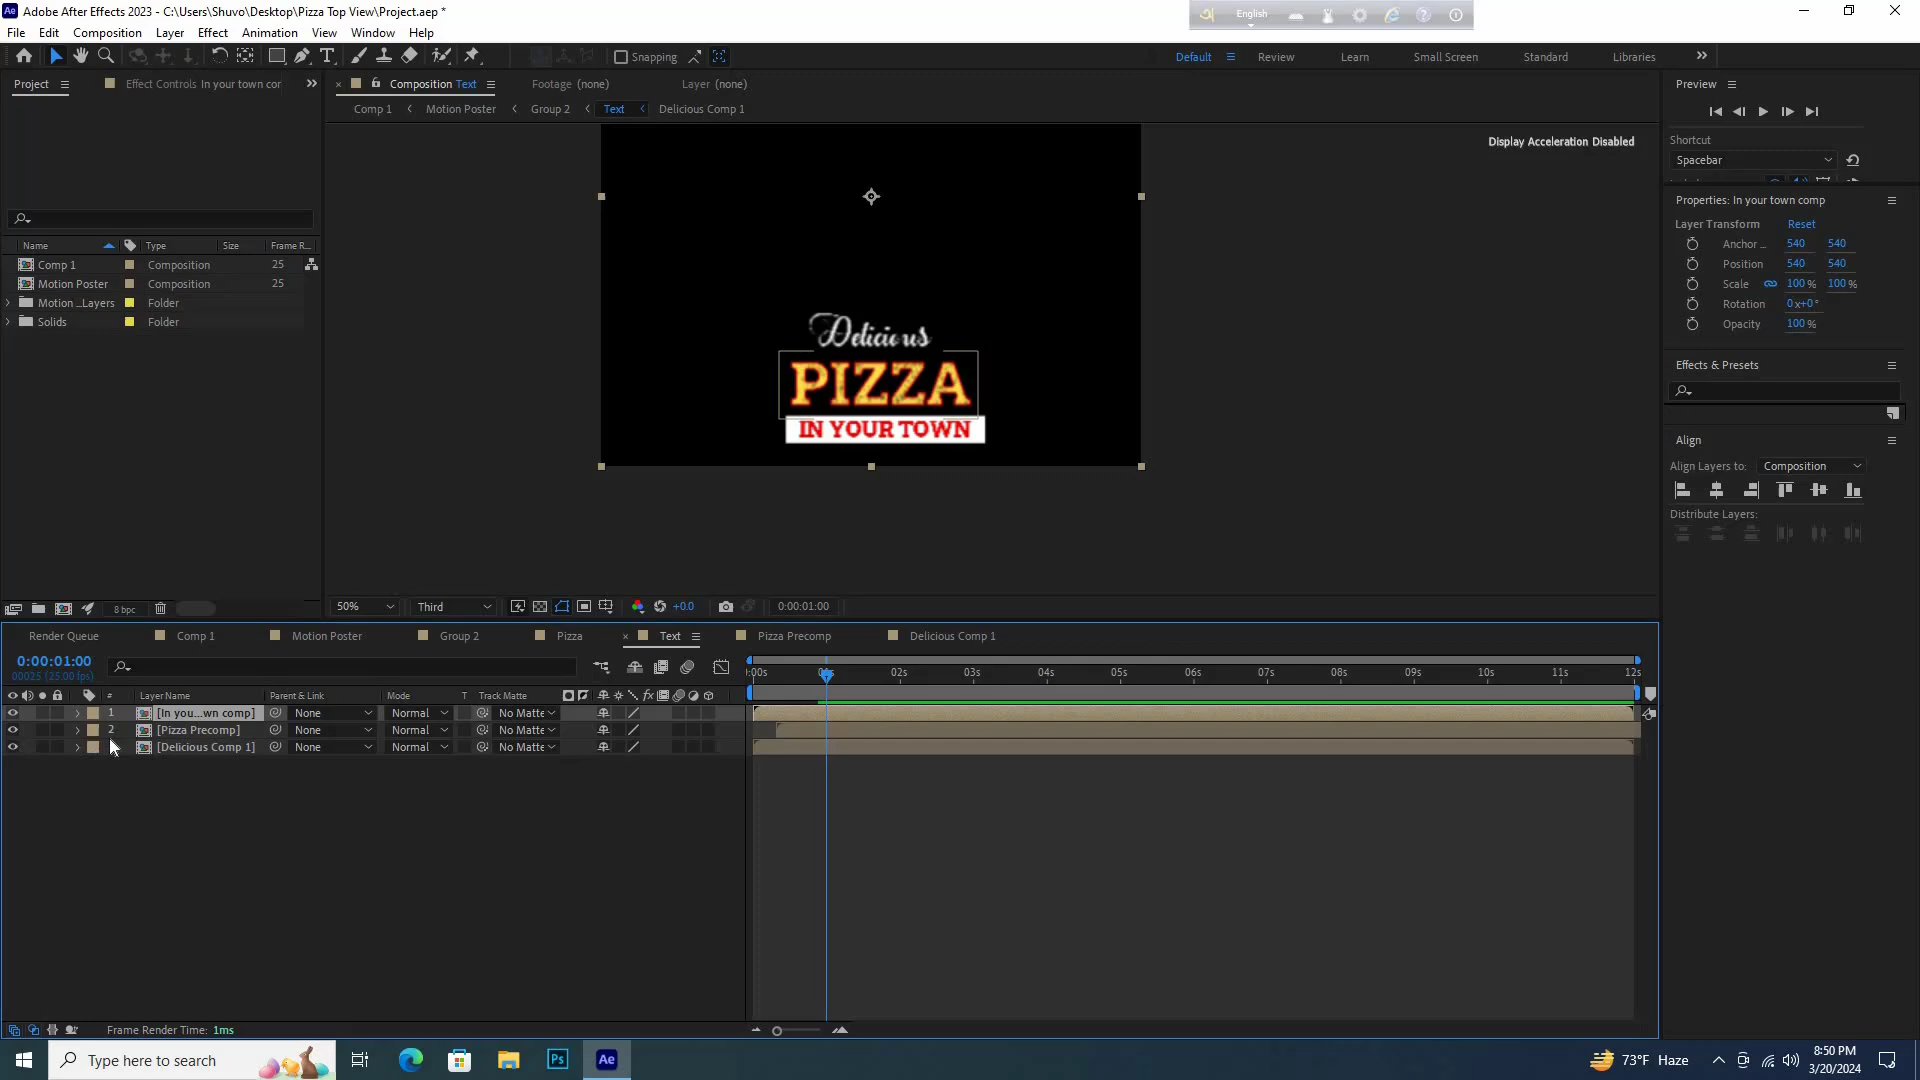 Adobe After Effects 2023 - C:\Users\Shuvo\Desktop\Pizza Top View\Project.aep *
English
File Edit Composition Layer Effect Animation View Window Help
Snapping
Default Review Learn Small Screen Standard Libraries
Project Effect Controls In your town cor
Composition Text Footage (none) Layer (none)
Comp 1 Motion Poster Group 2 Text Delicious Comp 1
Display Acceleration Disabled
Name Type Size Frame R...
Comp 1 Composition 25
Motion Poster Composition 25
Motion ...Layers Folder
Solids Folder
8 bpc
Delicious
PIZZA
IN YOUR TOWN
50% Third +0.0 0:00:01:00
Preview
Shortcut
Spacebar
Properties: In your town comp
Layer Transform Reset
Anchor ... 540 540
Position 540 540
Scale 100 % 100 %
Rotation 0x+0°
Opacity 100 %
Effects & Presets
Align
Align Layers to: Composition
Distribute Layers:
Render Queue Comp 1 Motion Poster Group 2 Pizza Text Pizza Precomp Delicious Comp 1
0:00:01:00
00025 (25.00 fps)
:00s 02s 03s 04s 05s 06s 07s 08s 09s 10s 11s 12s
# Layer Name Parent & Link Mode T Track Matte
1 [In you...wn comp] None Normal No Matte
2 [Pizza Precomp] None Normal No Matte
[Delicious Comp 1] None Normal No Matte
Frame Render Time: 1ms
Type here to search
Ps Ae
73°F Haze
8:50 PM
3/20/2024